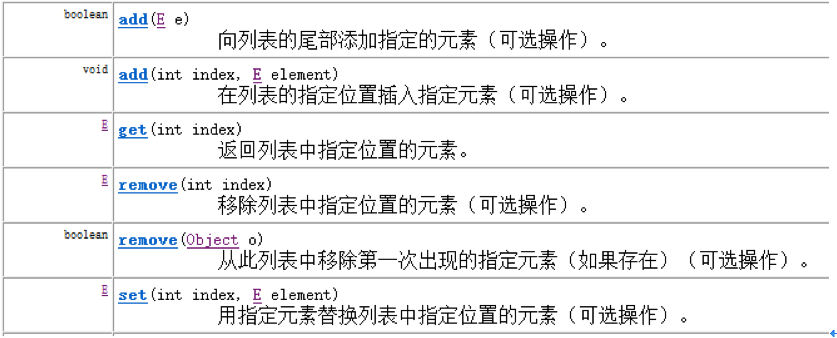 boolean add(E e)
向列表的尾部添加指定的元素（可选操作）。
void add(int index, E element)
在列表的指定位置插入指定元素（可选操作）。
E get(int index)
返回列表中指定位置的元素。
E remove(int index)
移除列表中指定位置的元素（可选操作）。
boolean remove(Object o)
从此列表中移除第一次出现的指定元素（如果存在）（可选操作）。
E set(int index, E element)
用指定元素替换列表中指定位置的元素（可选操作）。